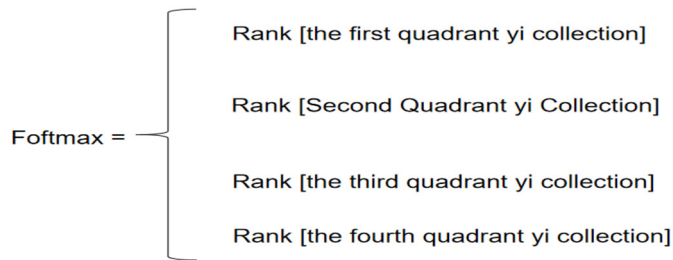 Rank [the first quadrant yi collection]
Rank [Second Quadrant yi Collection]
Foftmax =
Rank [the third quadrant yi collection]
Rank [the fourth quadrant yi collection]